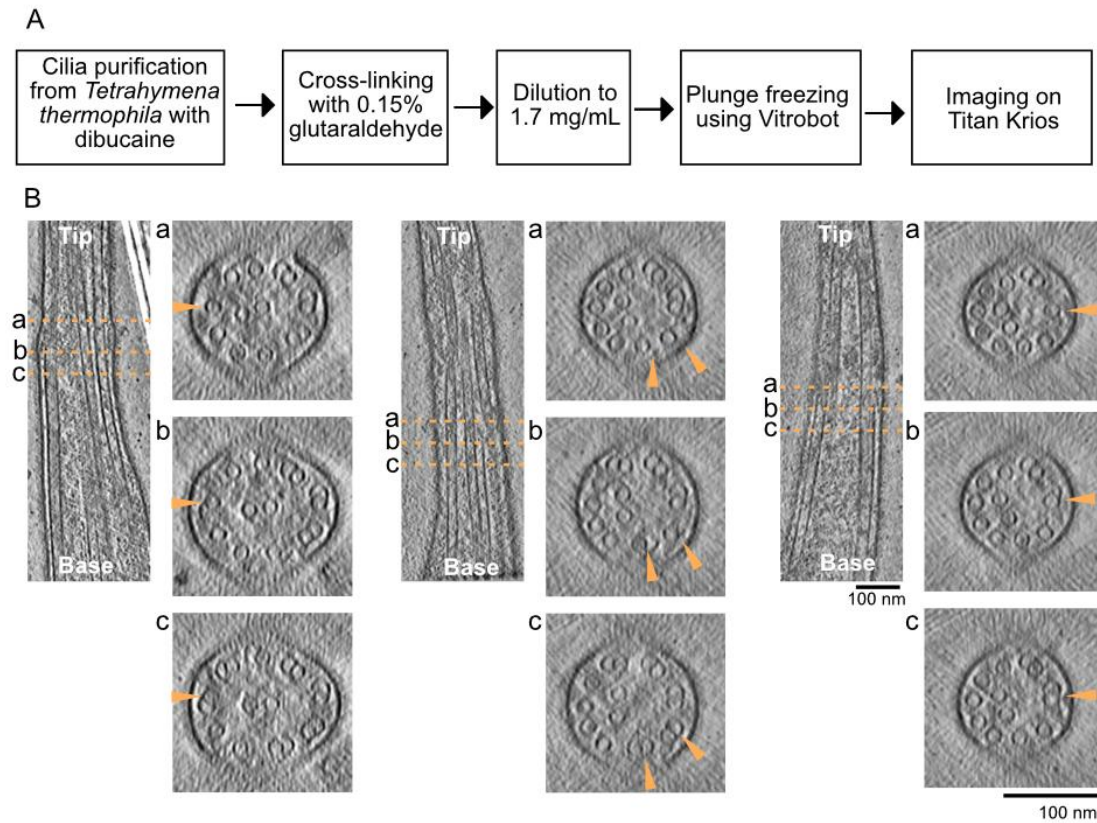 A
Cilia purification
from Tetrahymena
thermophila with
dibucaine
Cross-linking
with 0.15%
glutaraldehyde
Dilution to
1.7 mg/mL
Plunge freezing
using Vitrobot
Imaging on
Titan Krios
B
Tip
a
b
c
Base
a
b
c
Tip
a
b
c
Base
a
b
c
Tip
a
b
c
Base
100 nm
a
b
c
100 nm